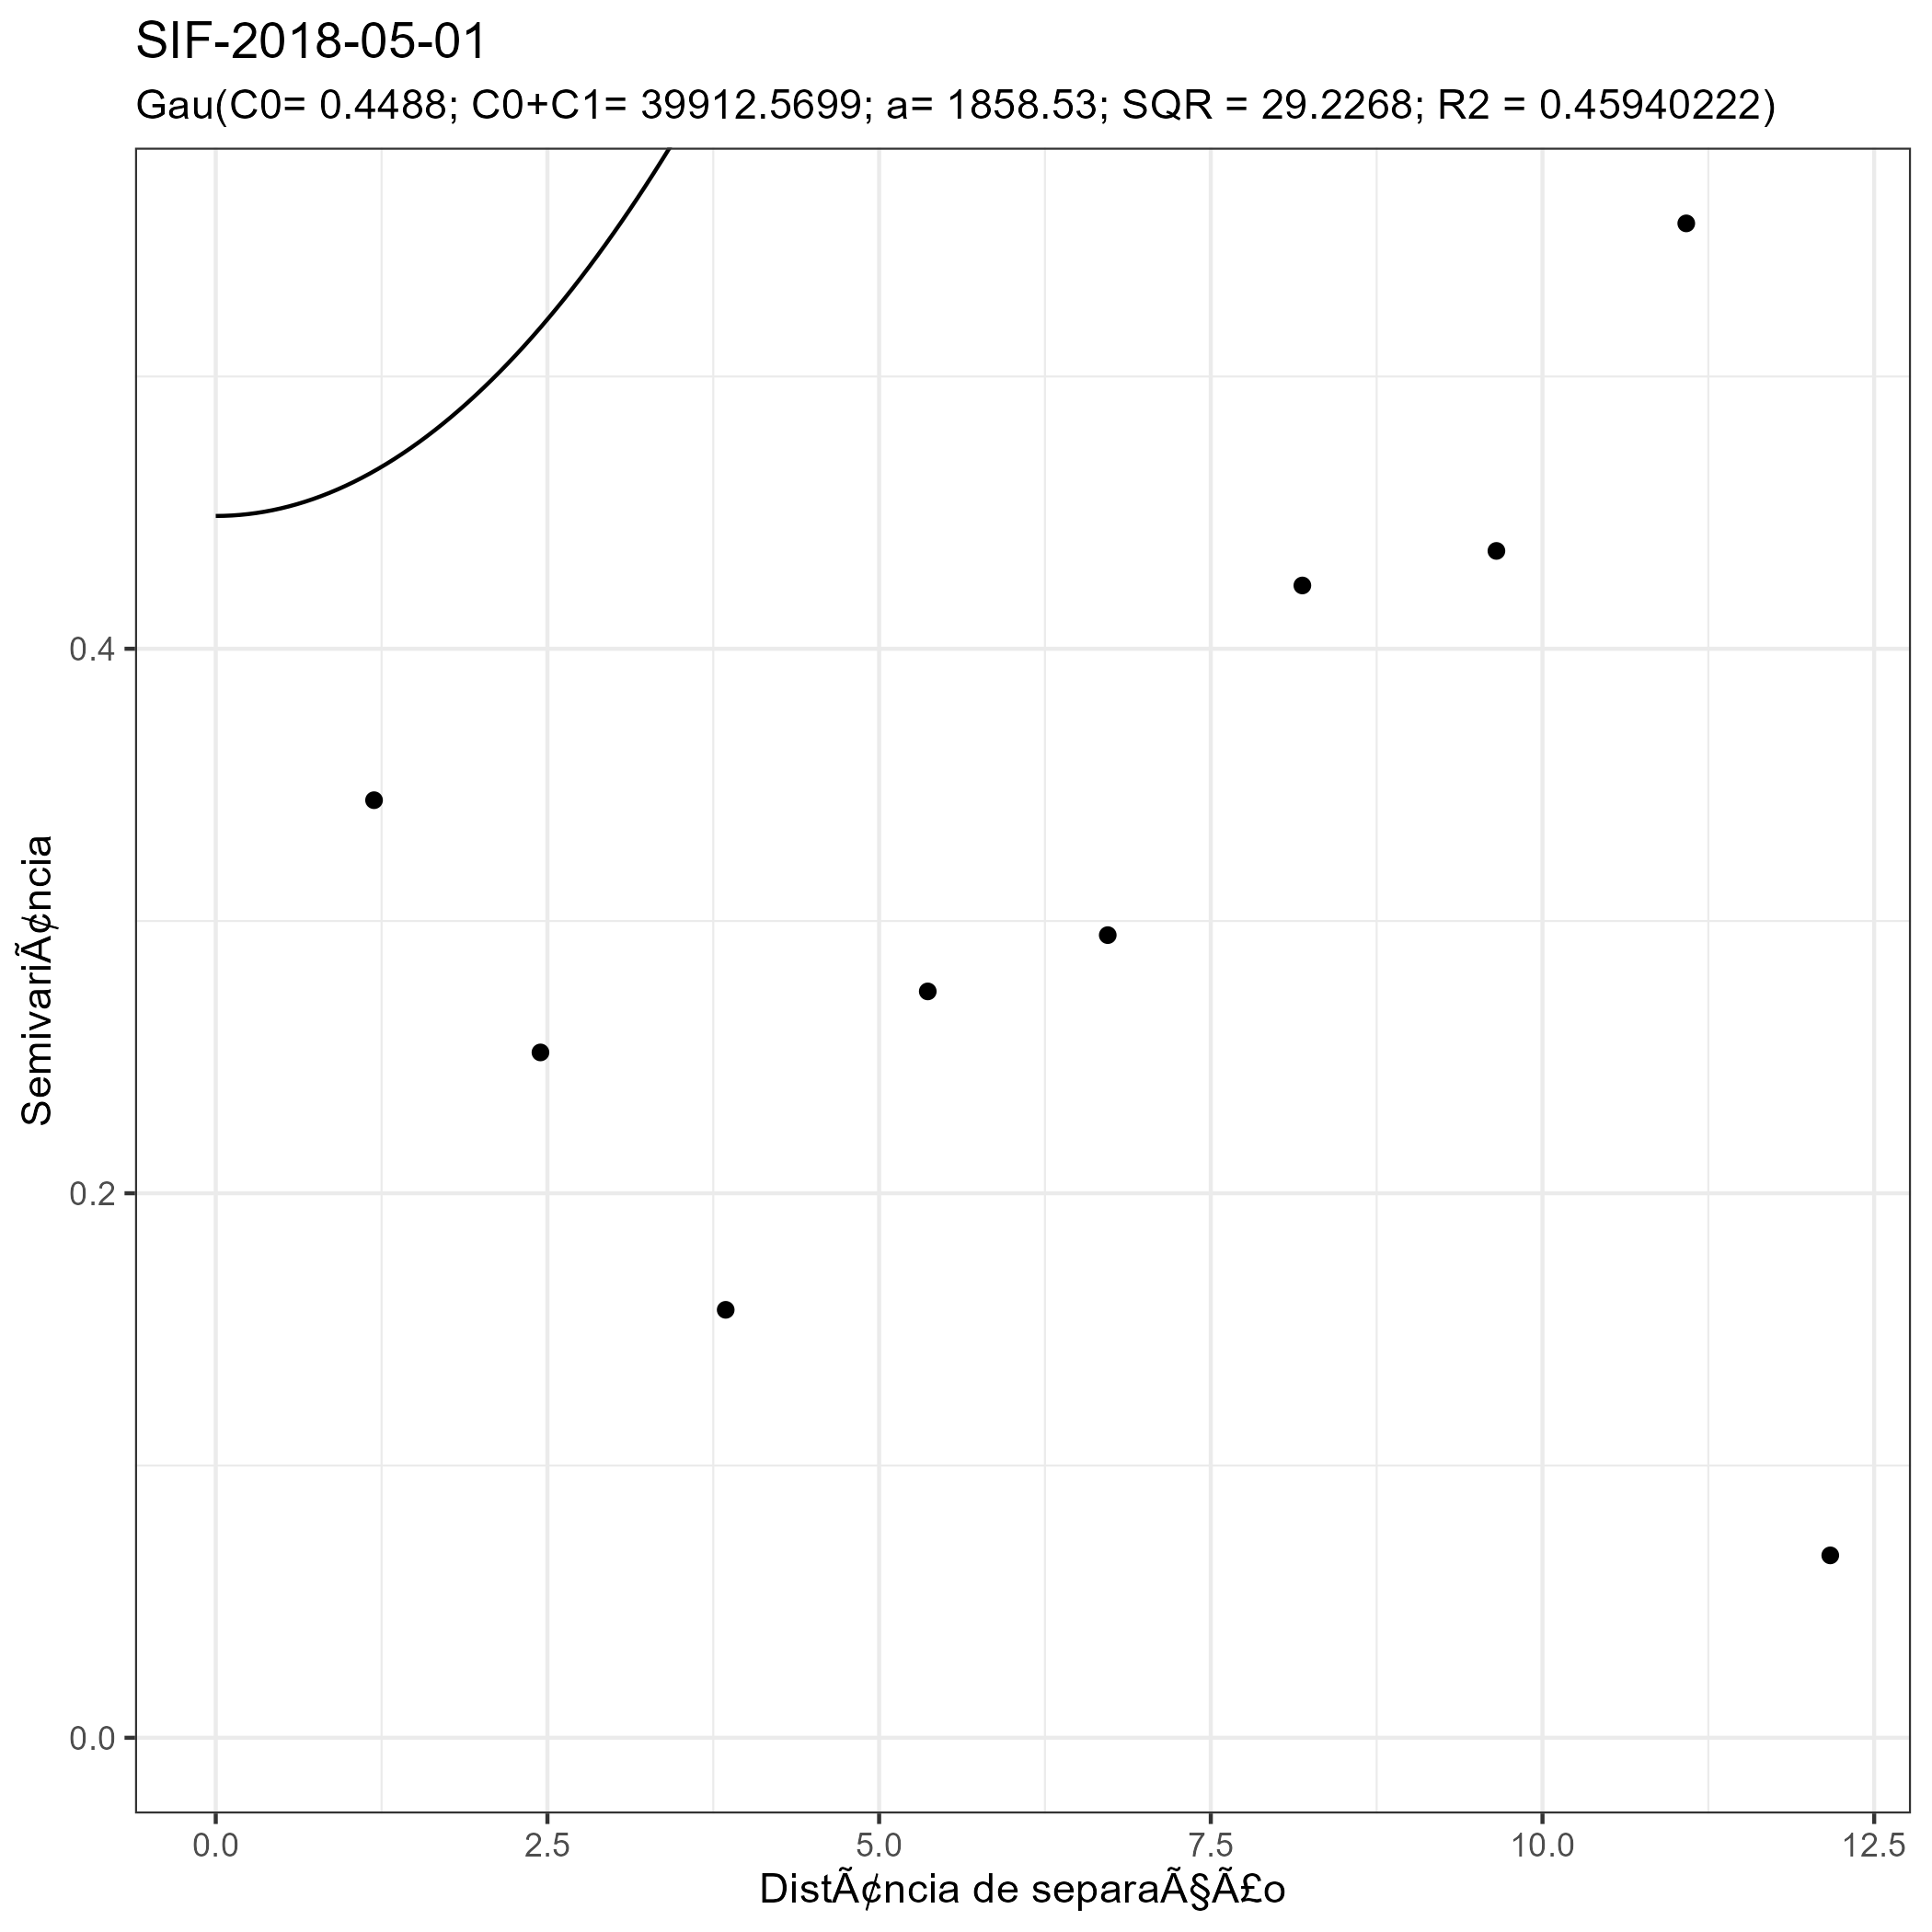 SIF-2018-05-01
Gau(C0= 0.4488; C0+C1= 39912.5699; a= 1858.53; SQR = 29.2268; R2 = 0.45940222)
SemivariÃ¢ncia
0.4
0.2
0.0
0.0 2.5 5.0 7.5 10.0 12.5
DistÃ¢ncia de separaÃ§Ã£o